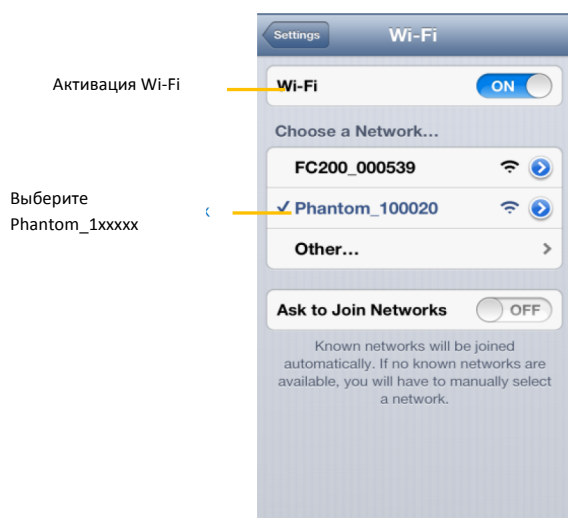 Settings
Wi-Fi
Активация Wi-Fi
Wi-Fi
ON
Choose a Network...
FC200_000539
Выберите
Phantom_1xxxxx
Phantom_100020
Other...
Ask to Join Networks
OFF
Known networks will be joined
automatically. If no known networks are
available, you will have to manually select
a network.